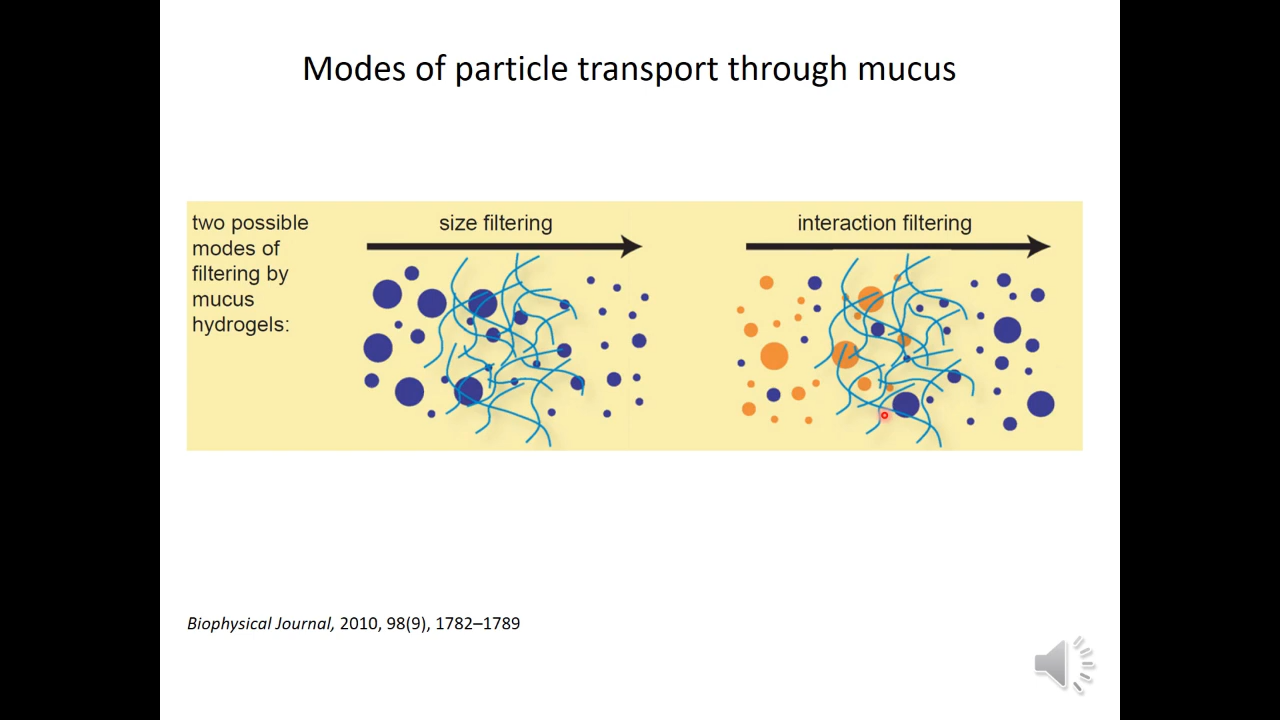 Modes of particle transport through mucus
two possible
modes of
filtering by
mucus
hydrogels:
size filtering
interaction filtering
Biophysical Journal, 2010, 98(9), 1782–1789